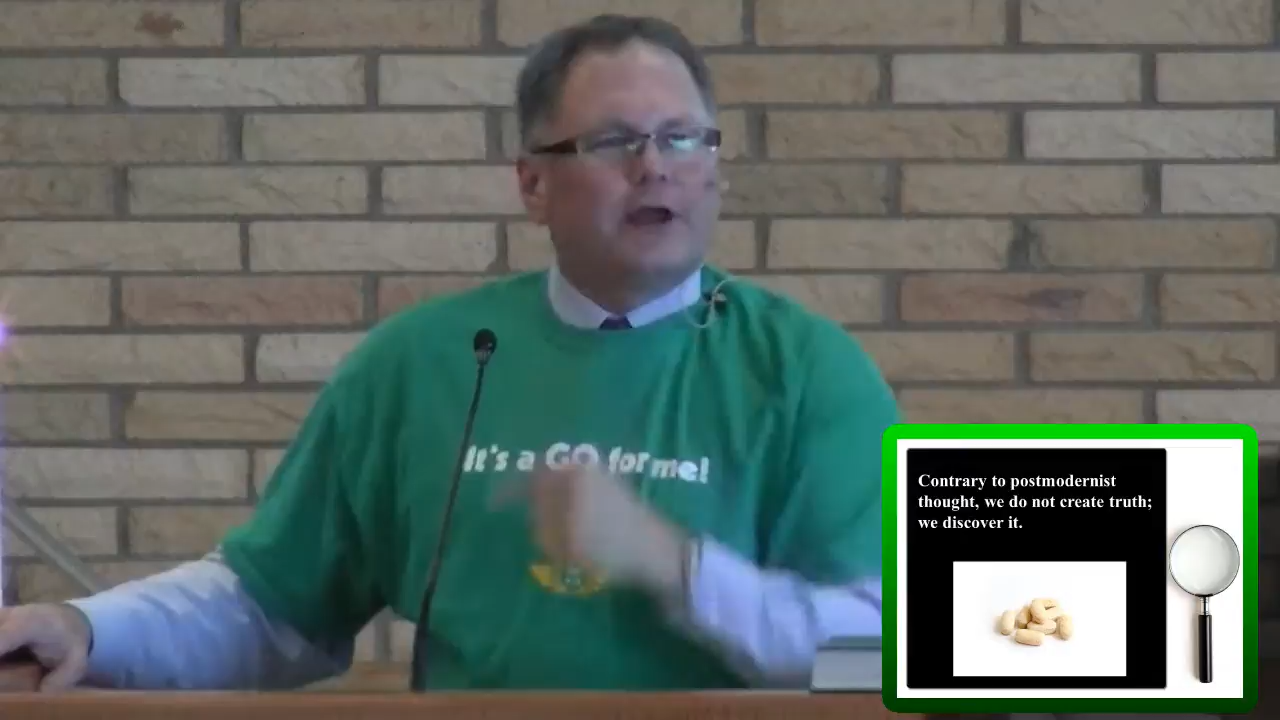 It's a GO for me!
Contrary to postmodernist
thought, we do not create truth;
we discover it.